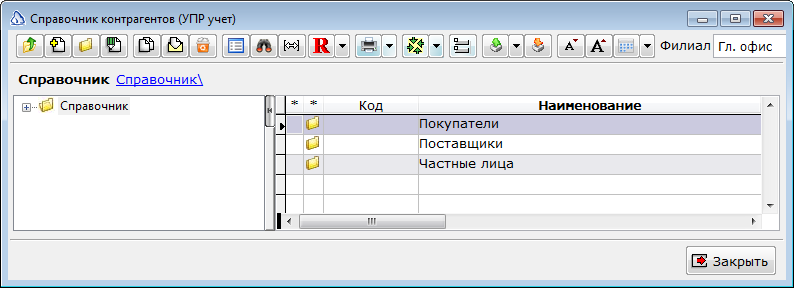 Справочник контрагентов (УПР учет)
R A A Филиал Гл. офис
Справочник Справочник\
Справочник
* * Код Наименование
Покупатели
Поставщики
Частные лица
Закрыть